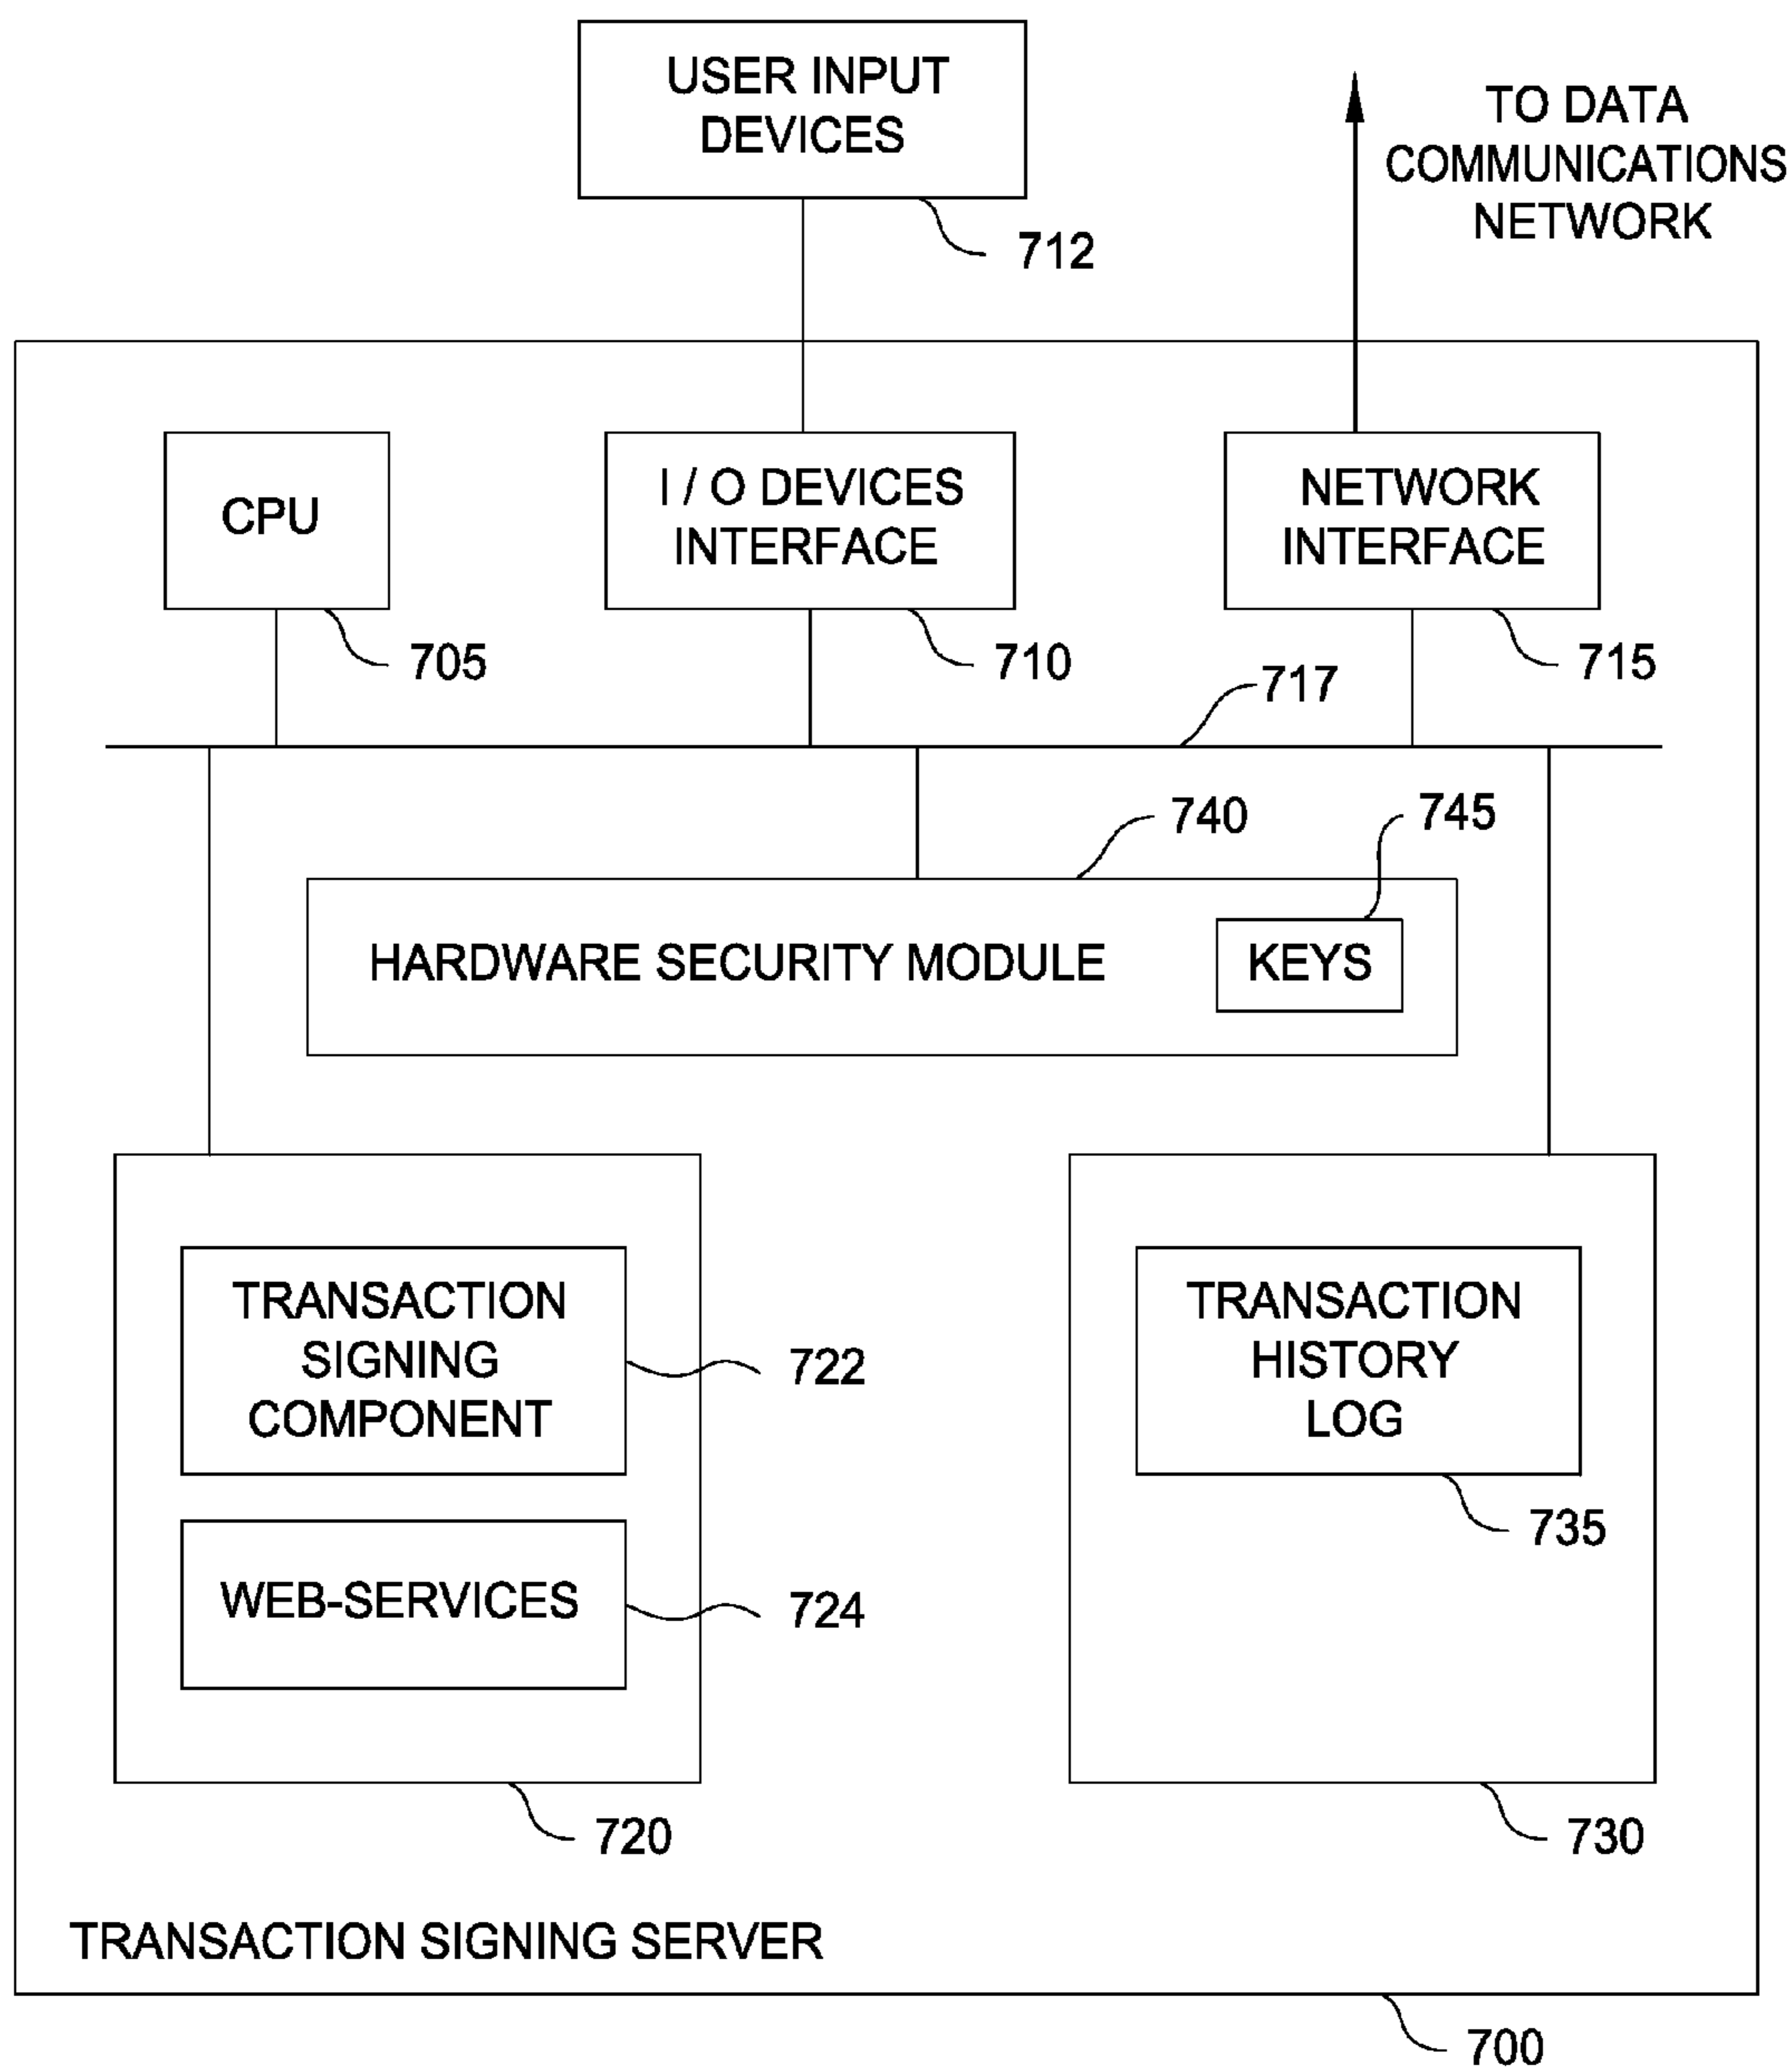 USER INPUT
DEVICES
712
TO DATA
COMMUNICATIONS
NETWORK
CPU
705
I / O DEVICES
INTERFACE
710
NETWORK
INTERFACE
715
717
740
745
HARDWARE SECURITY MODULE
KEYS
TRANSACTION
SIGNING
COMPONENT
722
WEB-SERVICES
724
720
TRANSACTION
HISTORY
LOG
735
730
TRANSACTION SIGNING SERVER
700